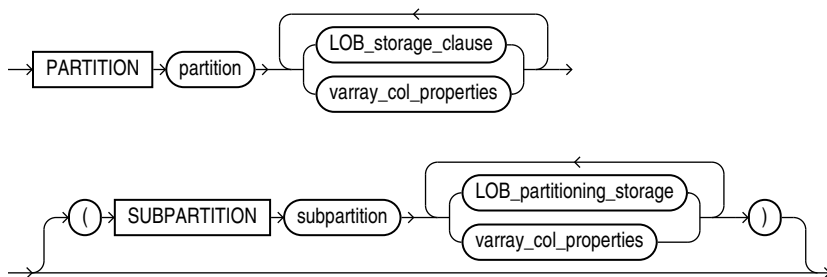 PARTITION partition LOB_storage_clause
varray_col_properties
( SUBPARTITION subpartition LOB_partitioning_storage )
varray_col_properties